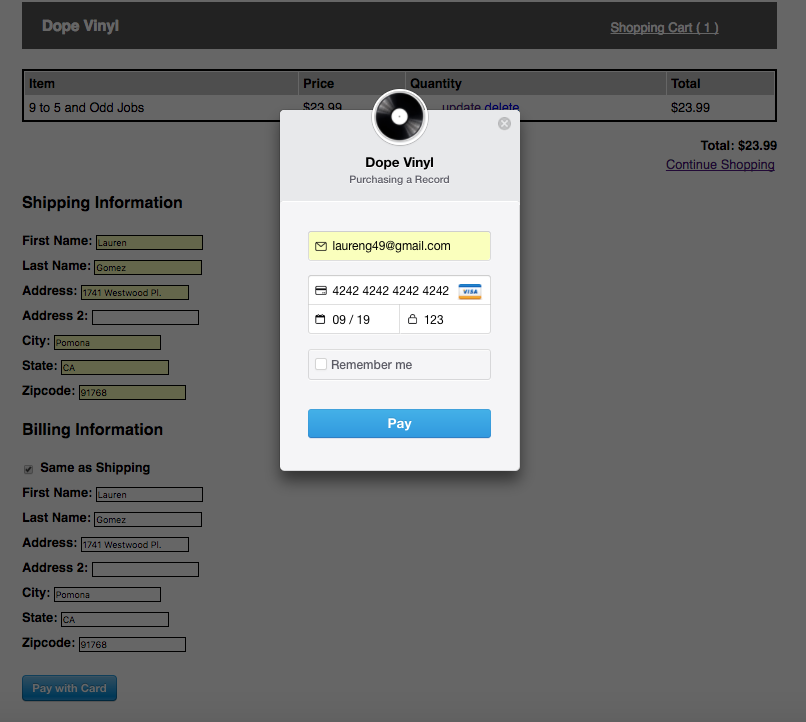 Dope Vinyl
Shopping Cart ( 1 )
Item Price Quantity Total
9 to 5 and Odd Jobs $23.99 update delete $23.99
Total: $23.99
Continue Shopping
Dope Vinyl
Purchasing a Record
laureng49@gmail.com
4242 4242 4242 4242 VISA
09 / 19 123
Remember me
Pay
Shipping Information
First Name: Lauren
Last Name: Gomez
Address: 1741 Westwood Pl.
Address 2:
City: Pomona
State: CA
Zipcode: 91768
Billing Information
Same as Shipping
First Name: Lauren
Last Name: Gomez
Address: 1741 Westwood Pl.
Address 2:
City: Pomona
State: CA
Zipcode: 91768
Pay with Card